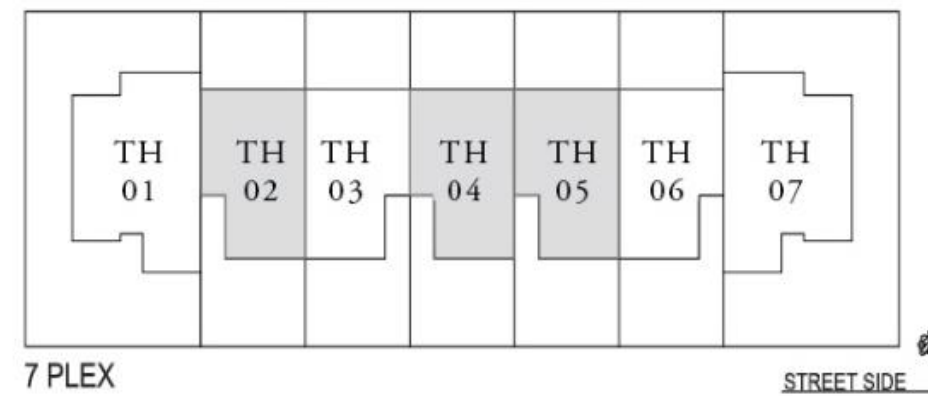 TH TH TH TH TH TH TH
01 02 03 04 05 06 07
7 PLEX
STREET SIDE